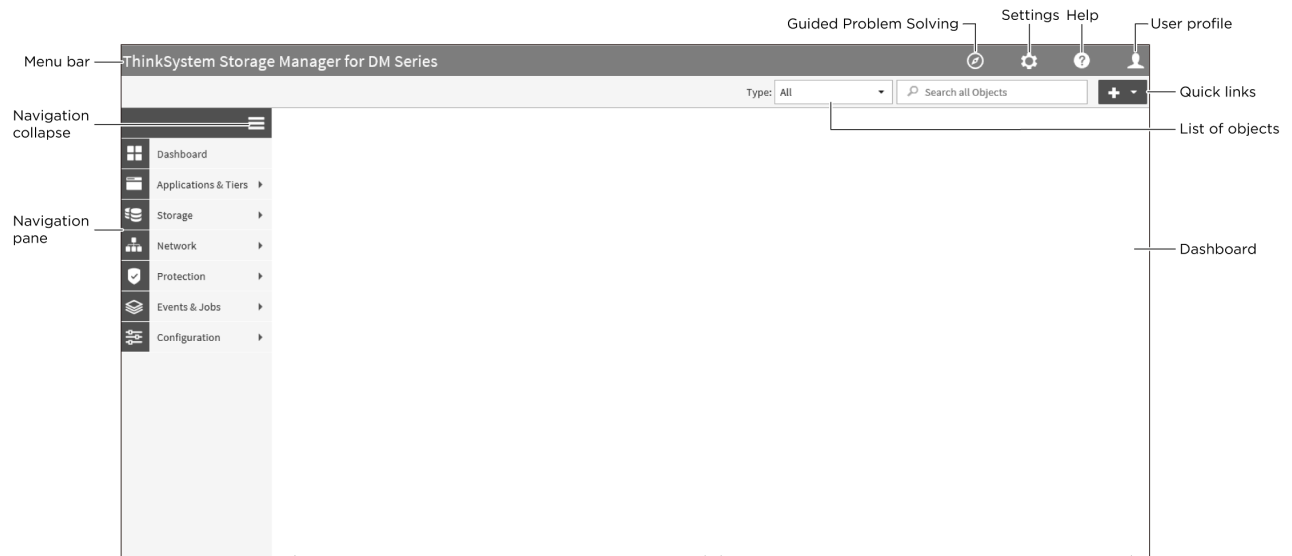 Guided Problem Solving
Settings
Help
User profile
Menu bar
ThinkSystem Storage Manager for DM Series
Type:
All
Search all Objects
Quick links
Navigation
collapse
List of objects
Dashboard
Applications & Tiers
Storage
Navigation
pane
Network
Dashboard
Protection
Events & Jobs
Configuration